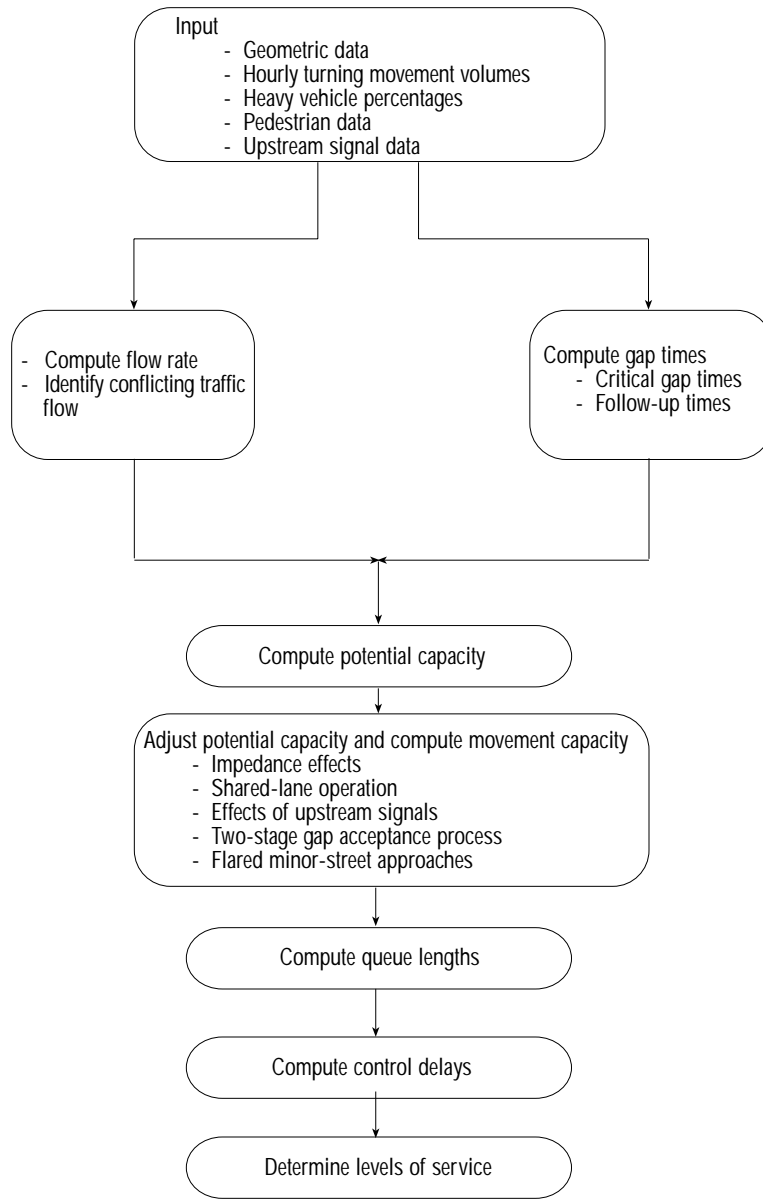 Input
- Geometric data
- Hourly turning movement volumes
- Heavy vehicle percentages
- Pedestrian data
- Upstream signal data
- Compute flow rate
- Identify conflicting traffic
flow
Compute gap times
- Critical gap times
- Follow-up times
Compute potential capacity
Adjust potential capacity and compute movement capacity
- Impedance effects
- Shared-lane operation
- Effects of upstream signals
- Two-stage gap acceptance process
- Flared minor-street approaches
Compute queue lengths
Compute control delays
Determine levels of service